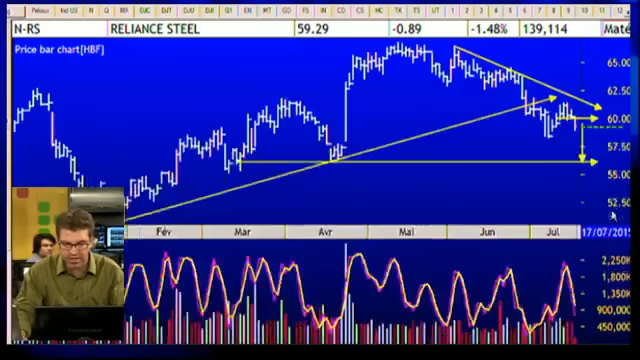 N-RS RELIANCE STEEL 59.29 -0.89 -1.48% 139,114 Maté
Price bar chart[HBF]
65.00
62.50
60.00
57.50
55.00
52.50
Fév Mar Avr Mai Jun Jul 17/07/2015
2,250K
1,800K
1,350K
900,000
450,000